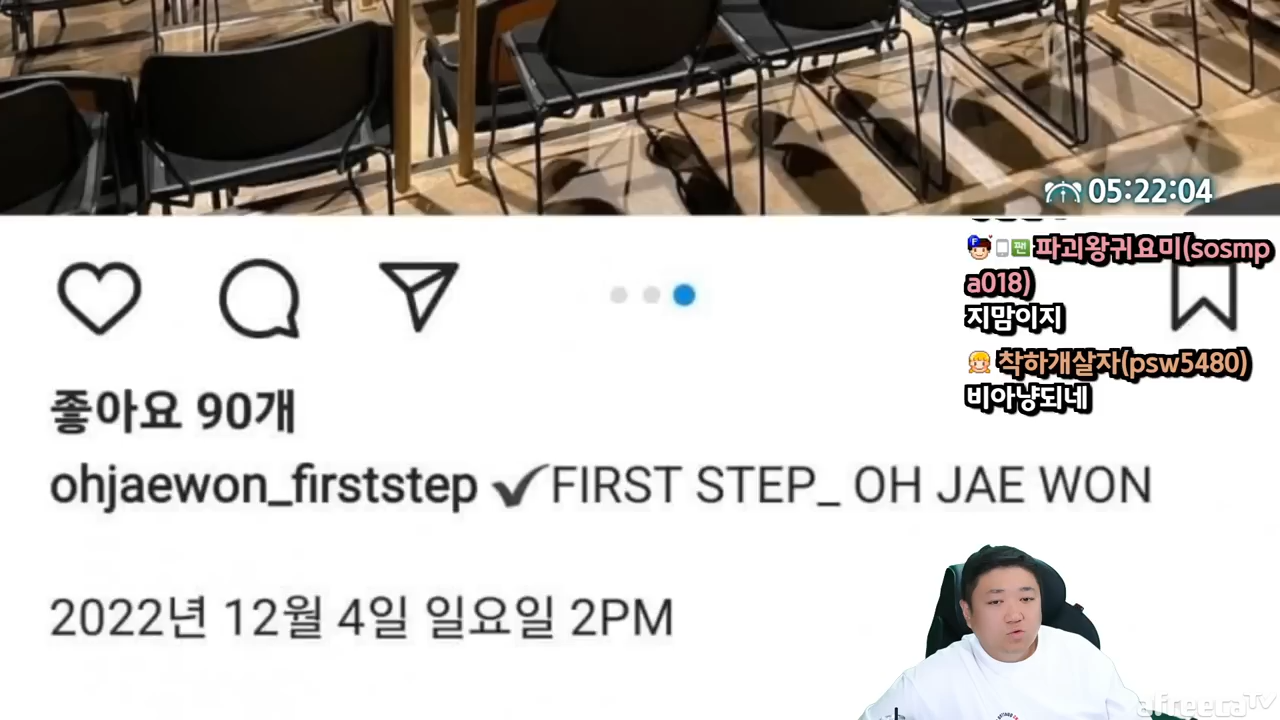 05:22:04
F 팬 파괴왕귀요미(sosmp
a018)
지맘이지
착하개살자(psw5480)
비아냥되네
좋아요 90개
ohjaewon_firststep ✔FIRST STEP_ OH JAE WON
2022년 12월 4일 일요일 2PM
afreecaTV